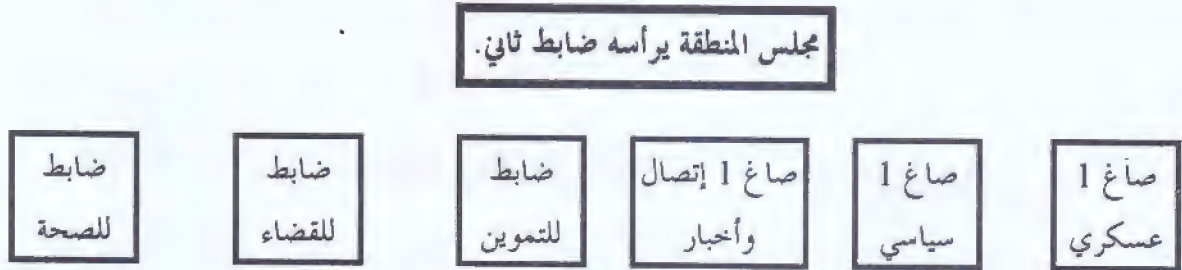 مجلس المنطقة يرأسه ضابط ثاني.
صاغ 1
عسكري
صاغ 1
سياسي
صاغ 1 إتصال
وأخبار
ضابط
للتموين
ضابط
للقضاء
ضابط
للصحة